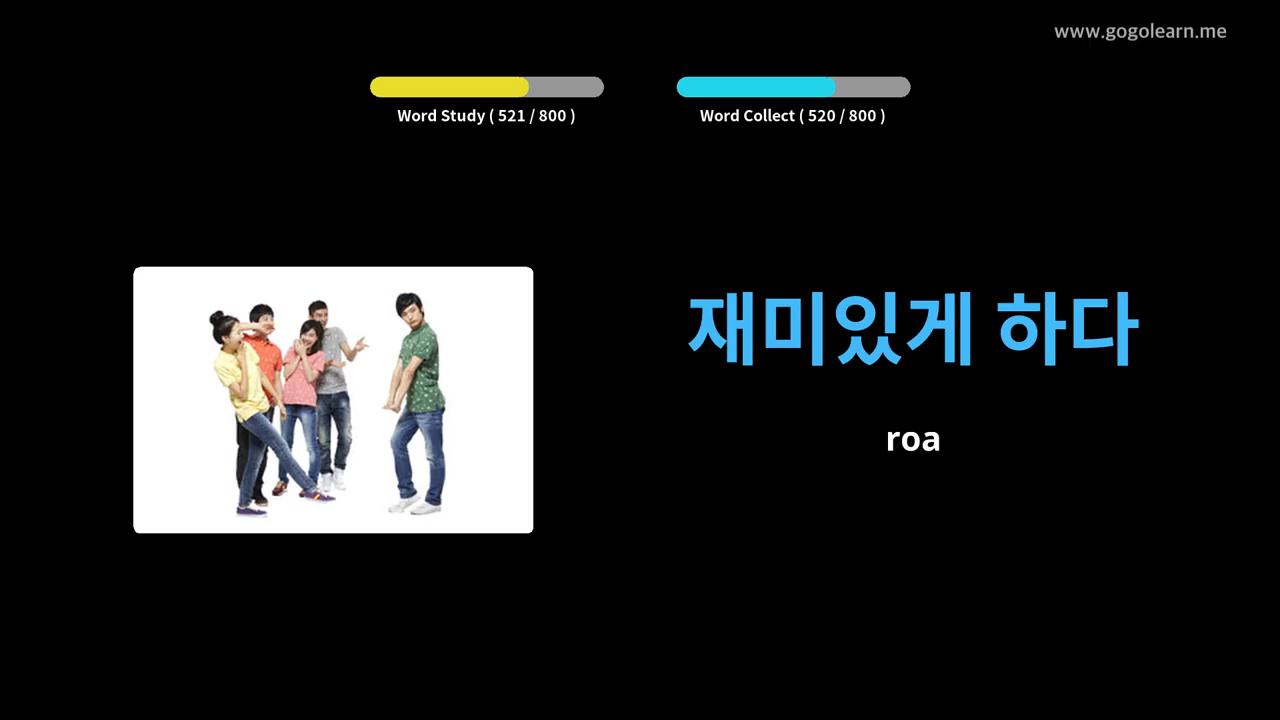 www.gogolearn.me
Word Study ( 521 / 800 )
Word Collect ( 520 / 800 )
재미있게 하다
roa